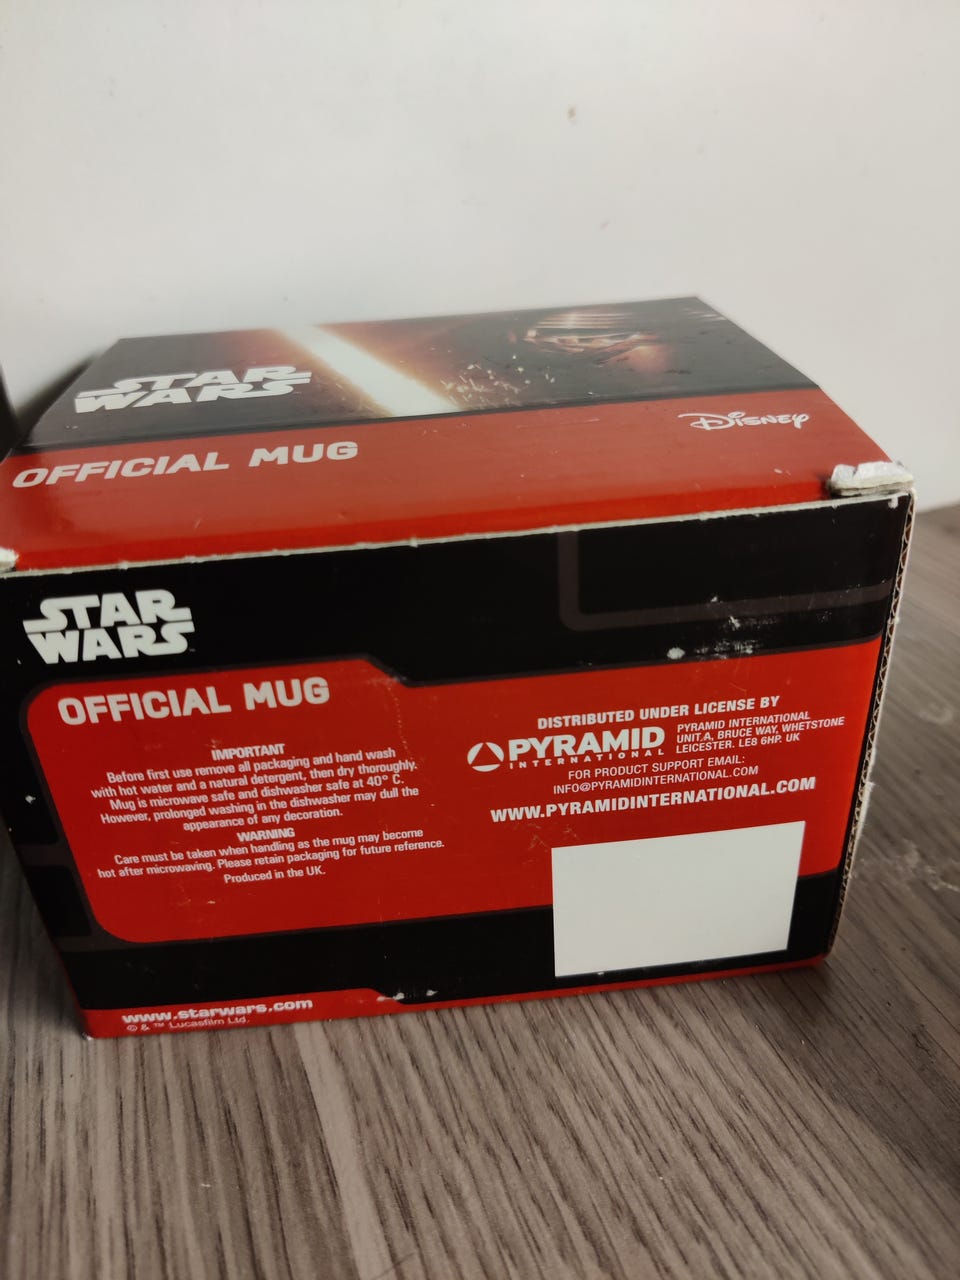 STAR
WARS
Disney
OFFICIAL MUG
STAR
WARS
OFFICIAL MUG
IMPORTANT
Before first use remove all packaging and hand wash
with hot water and a natural detergent, then dry thoroughly.
Mug is microwave safe and dishwasher safe at 40° C.
However, prolonged washing in the dishwasher may dull the
appearance of any decoration.
WARNING
Care must be taken when handling as the mug may become
hot after microwaving. Please retain packaging for future reference.
Produced in the UK.
DISTRIBUTED UNDER LICENSE BY
PYRAMID
INTERNATIONAL
PYRAMID INTERNATIONAL
UNIT.A, BRUCE WAY, WHETSTONE
LEICESTER. LE8 6HP. UK
FOR PRODUCT SUPPORT EMAIL:
INFO@PYRAMIDINTERNATIONAL.COM
WWW.PYRAMIDINTERNATIONAL.COM
www.starwars.com
© & ™ Lucasfilm Ltd.